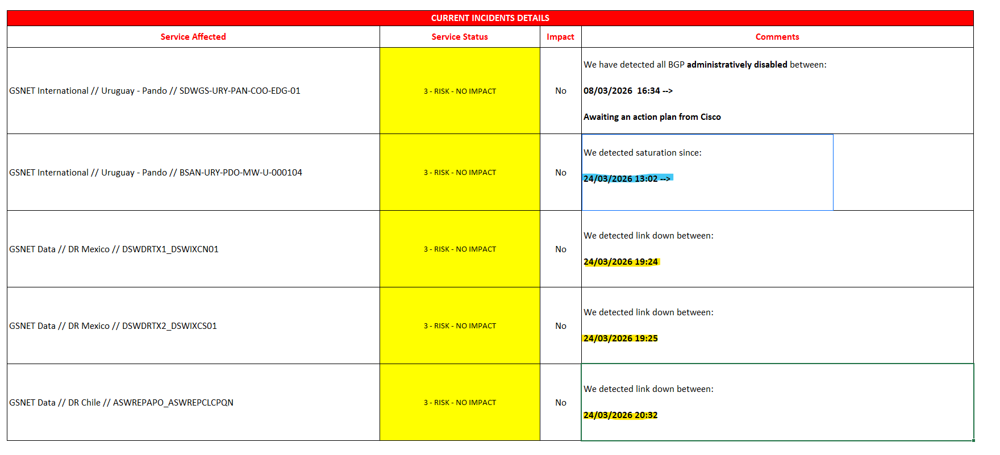 CURRENT INCIDENTS DETAILS
Service Affected
Service Status
Impact
Comments
GSNET International // Uruguay - Pando // SDWGS-URY-PAN-COO-EDG-01
3 - RISK - NO IMPACT
No
We have detected all BGP administratively disabled between:
08/03/2026  16:34 -->
Awaiting an action plan from Cisco
GSNET International // Uruguay - Pando // BSAN-URY-PDO-MW-U-000104
3 - RISK - NO IMPACT
No
We detected saturation since:
24/03/2026 13:02 -->
GSNET Data // DR Mexico // DSWDRTX1_DSWIXCN01
3 - RISK - NO IMPACT
No
We detected link down between:
24/03/2026 19:24
GSNET Data // DR Mexico // DSWDRTX2_DSWIXCS01
3 - RISK - NO IMPACT
No
We detected link down between:
24/03/2026 19:25
GSNET Data // DR Chile // ASWREPAPO_ASWREPCLCPQN
3 - RISK - NO IMPACT
No
We detected link down between:
24/03/2026 20:32